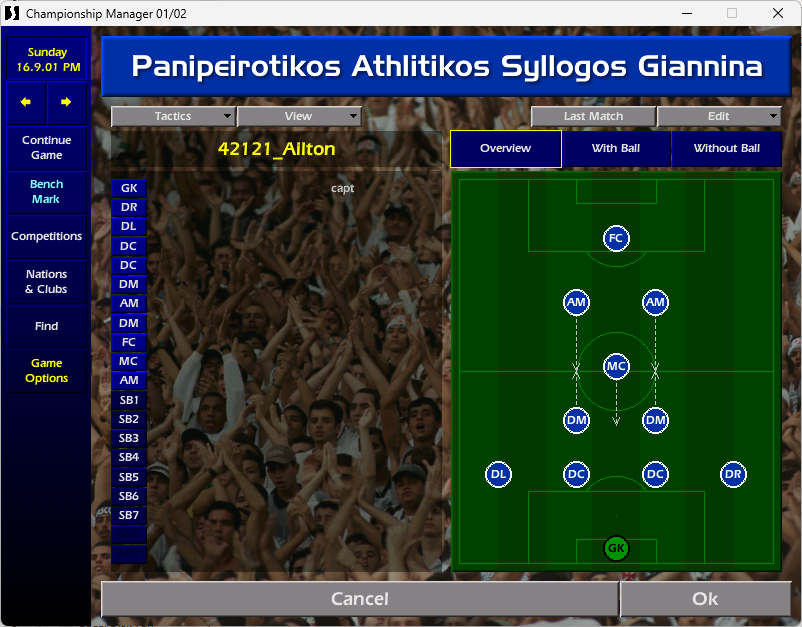 Championship Manager 01/02
Sunday
16.9.01 PM
Continue
Game
Bench
Mark
Competitions
Nations
& Clubs
Find
Game
Options
Panipeirotikos Athlitikos Syllogos Giannina
Tactics
View
Last Match
Edit
42121_Ailton
Overview
With Ball
Without Ball
GK
capt
DR
DL
DC
DC
DM
AM
DM
FC
MC
AM
SB1
SB2
SB3
SB4
SB5
SB6
SB7
FC
AM
AM
MC
DM
DM
DL
DC
DC
DR
GK
Cancel
Ok